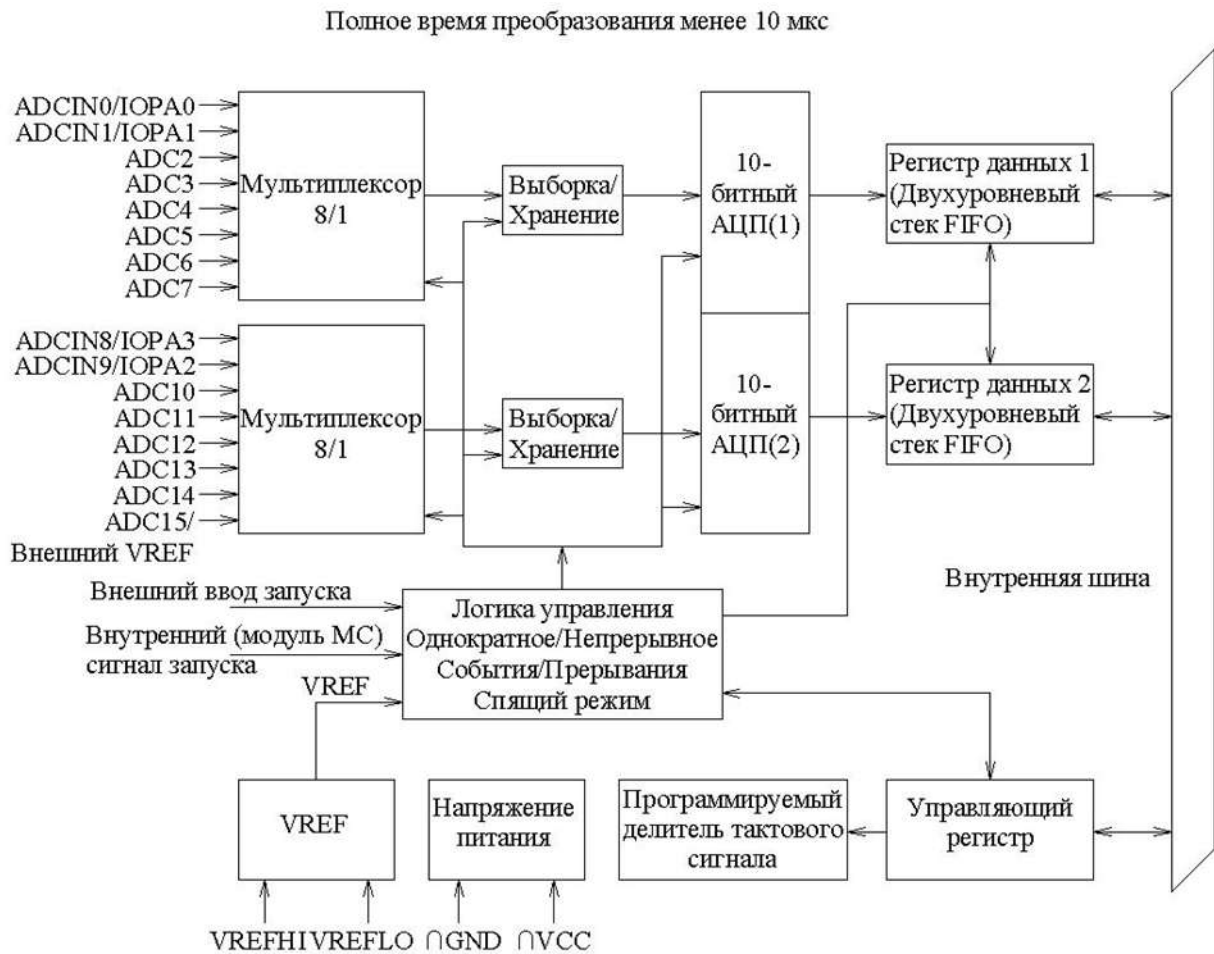 Полное время преобразования менее 10 мкс
ADCIN0/IOPA0
ADCIN1/IOPA1
ADC2
ADC3
ADC4
ADC5
ADC6
ADC7
Мультиплексор
8/1
Выборка/
Хранение
10-
битный
АЦП(1)
Регистр данных 1
(Двухуровневый
стек FIFO)
ADCIN8/IOPA3
ADCIN9/IOPA2
ADC10
ADC11
ADC12
ADC13
ADC14
ADC15/
Внешний VREF
Мультиплексор
8/1
Выборка/
Хранение
10-
битный
АЦП(2)
Регистр данных 2
(Двухуровневый
стек FIFO)
Внутренняя шина
Внешний ввод запуска
Внутренний (модуль МС)
сигнал запуска
VREF
Логика управления
Однократное/Непрерывное
События/Прерывания
Спящий режим
VREF
Напряжение
питания
Программируемый
делитель тактового
сигнала
Управляющий
регистр
VREFHI VREFLO ∩GND ∩VCC